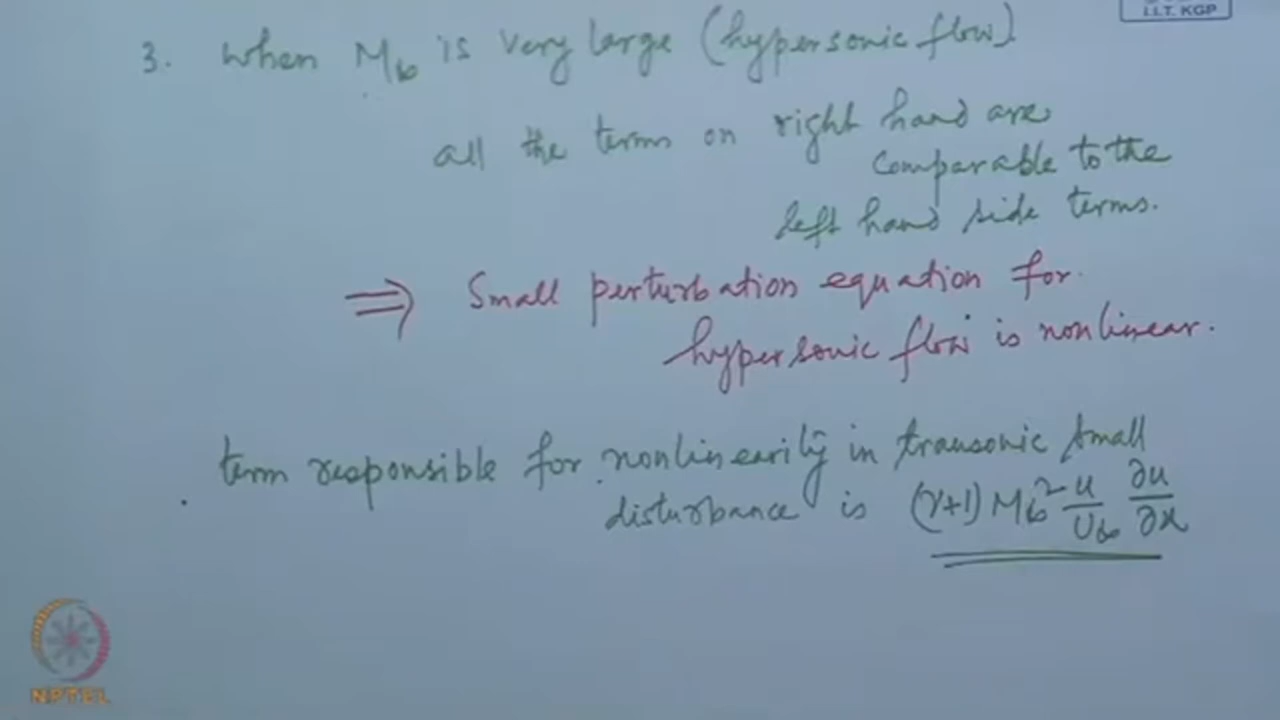 I.I.T. KGP
3. When M∞ is very large (hypersonic flow)
all the terms on right hand are
comparable to the
left hand side terms.
⇒ Small perturbation equation for
hypersonic flow is nonlinear.
term responsible for nonlinearity in transonic small
disturbance is (γ+1) M∞² u/U∞ ∂u/∂x
NPTEL